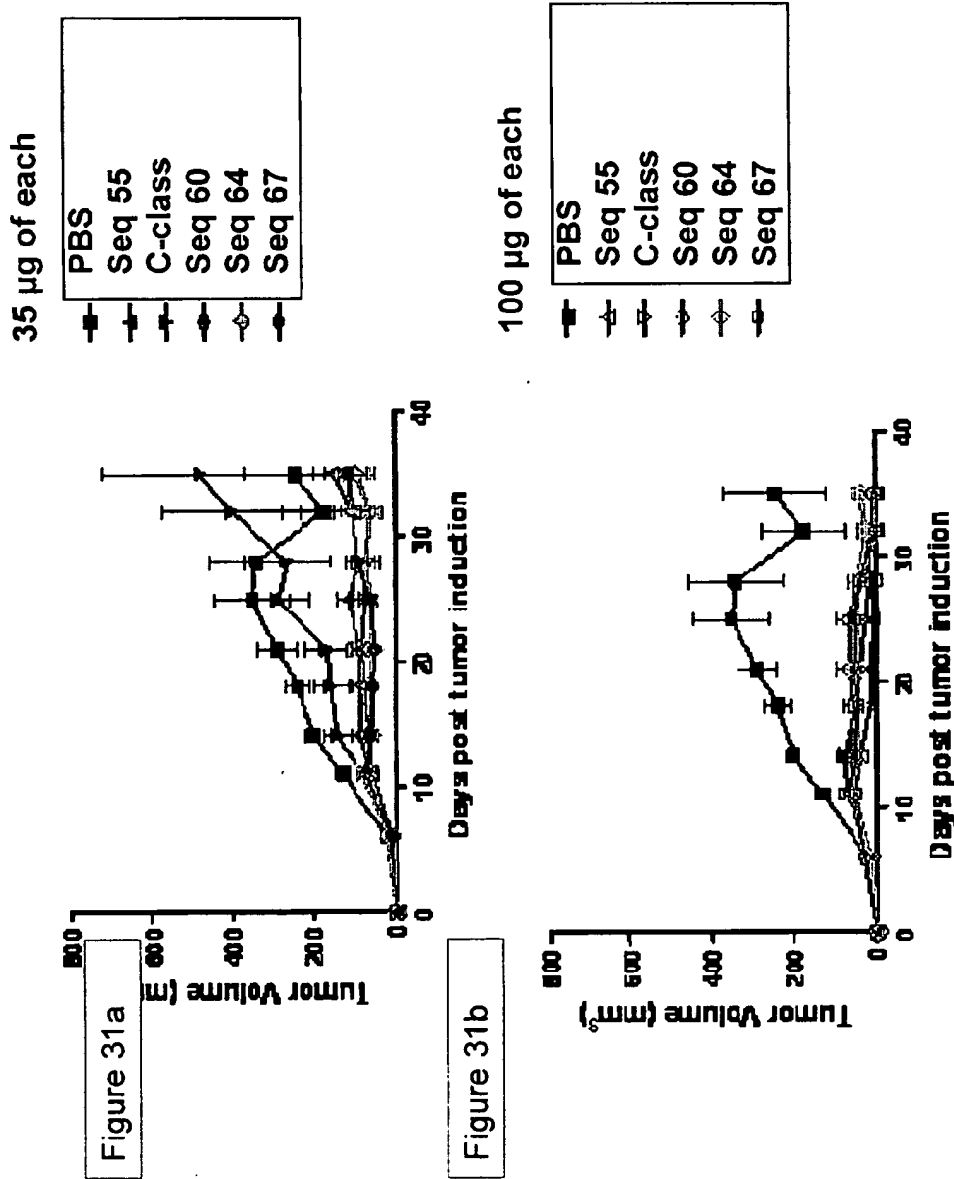 Figure 31a
Tumor Volume (m
800
600
400
200
0
0
10
20
30
40
Days post tumor induction
35 µg of each
PBS
Seq 55
C-class
Seq 60
Seq 64
Seq 67
Figure 31b
Tumor Volume (mm³)
800
600
400
200
0
0
10
20
30
40
Days post tumor induction
100 µg of each
PBS
Seq 55
C-class
Seq 60
Seq 64
Seq 67